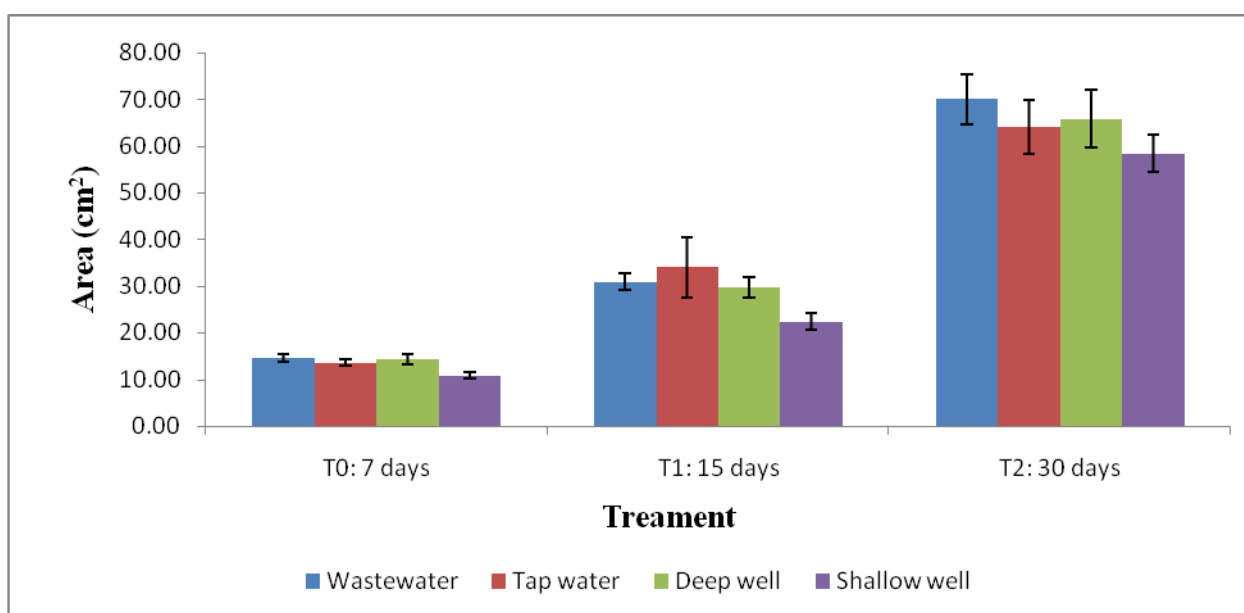 80.00
70.00
60.00
50.00
40.00
30.00
20.00
10.00
0.00
Area (cm²)
T0: 7 days T1: 15 days T2: 30 days
Treament
Wastewater Tap water Deep well Shallow well